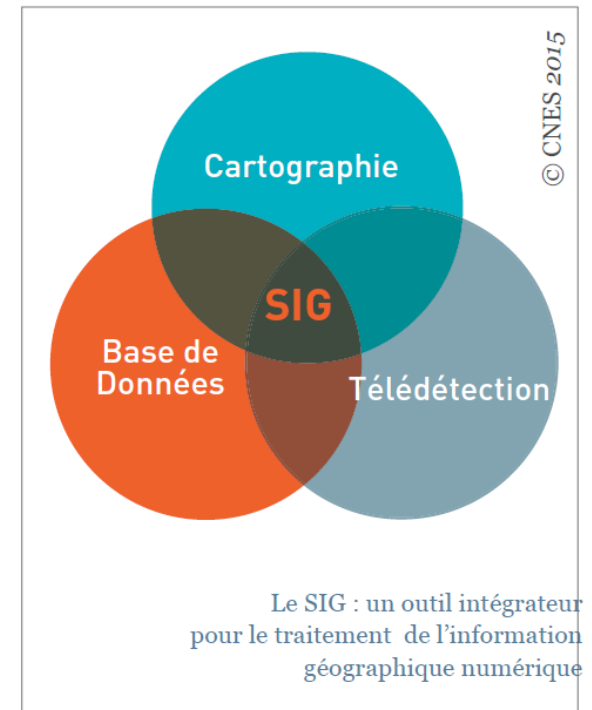 © CNES 2015
Cartographie
SIG
Base de
Données
Télédétection
Le SIG : un outil intégrateur
pour le traitement de l’information
géographique numérique